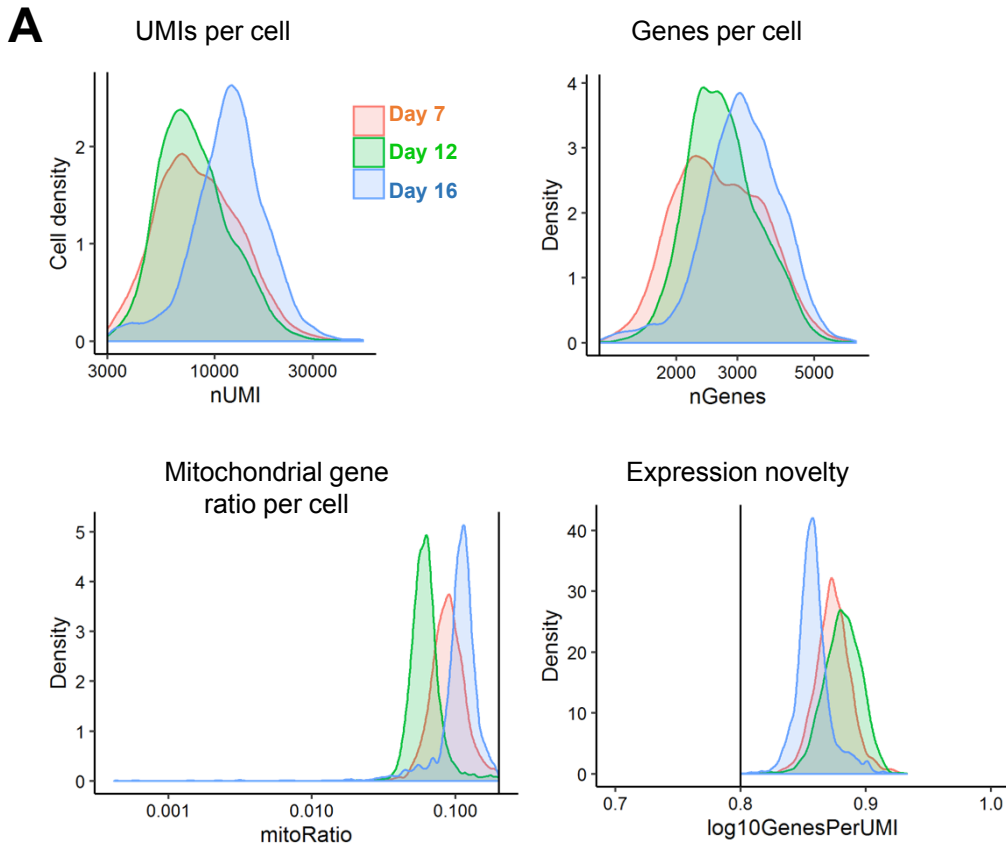 A
UMIs per cell
Cell density
2
1
0
3000 10000 30000
nUMI
Day 7
Day 12
Day 16
Genes per cell
Density
4
3
2
1
0
2000 3000 5000
nGenes
Mitochondrial gene
ratio per cell
Density
5
4
3
2
1
0
0.001 0.010 0.100
mitoRatio
Expression novelty
Density
40
30
20
10
0
0.7 0.8 0.9 1.0
log10GenesPerUMI